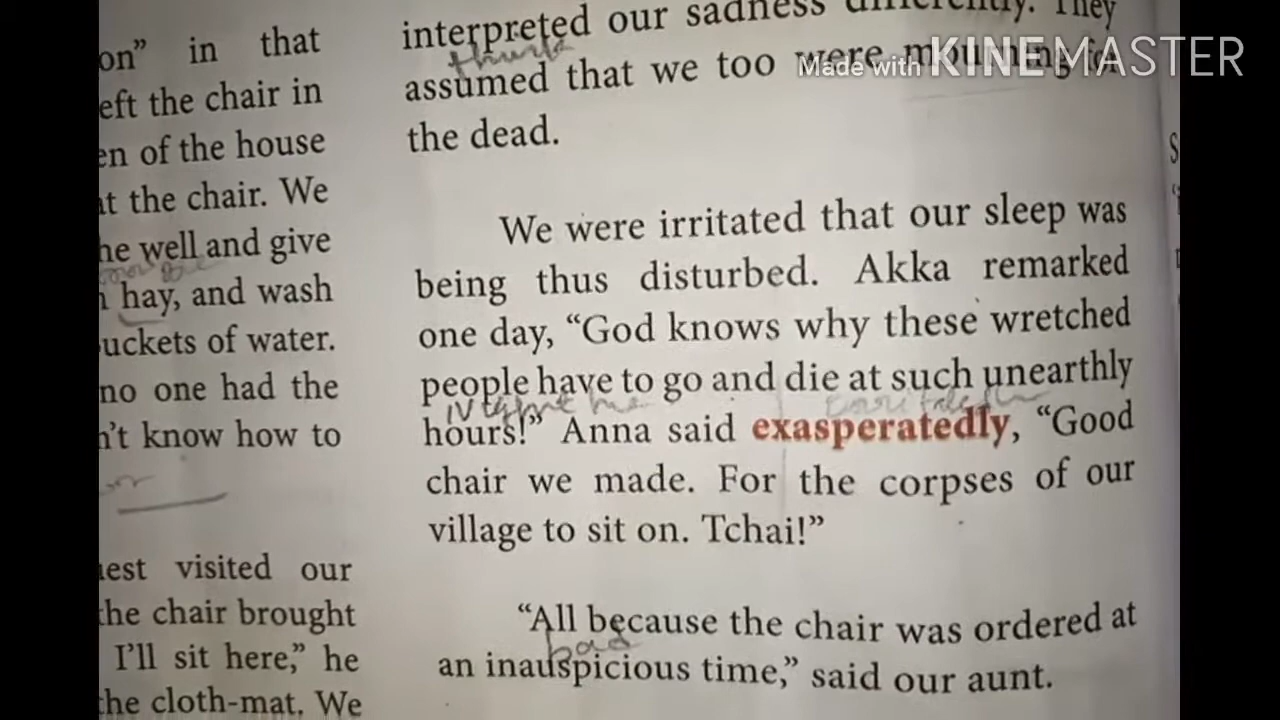 on” in that
eft the chair in
en of the house
at the chair. We
he well and give
hay, and wash
uckets of water.
no one had the
n't know how to
est visited our
the chair brought
I'll sit here,” he
the cloth-mat. We
interpreted our sadness differently. They
think
assumed that we too were mourning for
the dead.
We were irritated that our sleep was
being thus disturbed. Akka remarked
one day, “God knows why these wretched
people have to go and die at such unearthly
hours!” Anna said exasperatedly, “Good
chair we made. For the corpses of our
village to sit on. Tchai!”
“All because the chair was ordered at
bad
an inauspicious time,” said our aunt.
Made with KINEMASTER